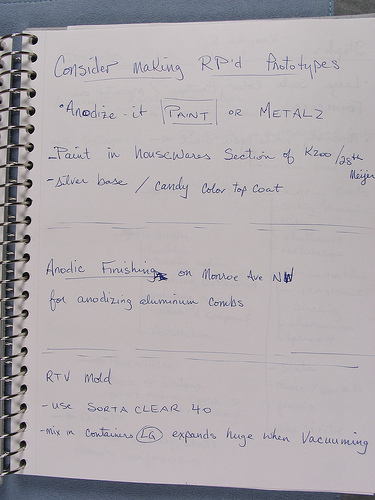 Consider making RP'd Prototypes
• Anodize-it PAINT or METALZ
- Paint in housewares Section of K200/28th Meijer
- silver base / candy color top coat
Anodic Finishing on Monroe Ave NW
for anodizing aluminum combs
RTV Mold
- use SORTA CLEAR 40
- mix in containers LG expands huge when Vacuuming